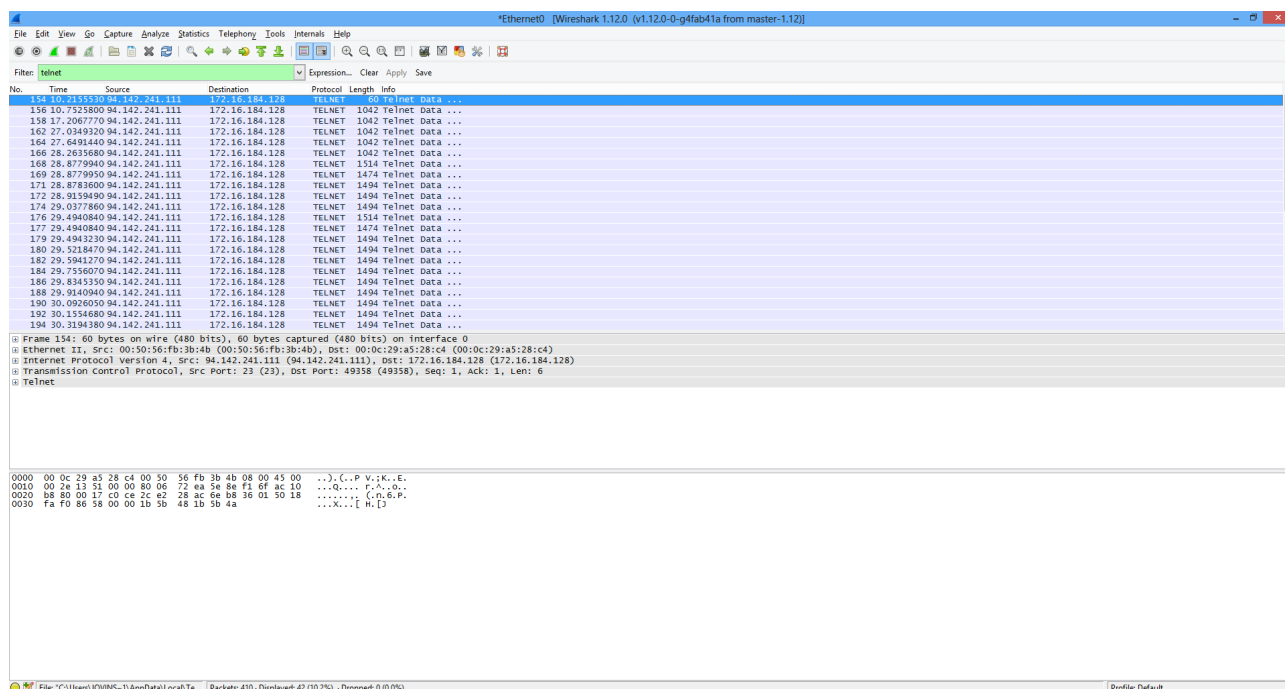 *Ethernet0 [Wireshark 1.12.0 (v1.12.0-0-g4fab41a from master-1.12)]
File Edit View Go Capture Analyze Statistics Telephony Tools Internals Help
Filter: telnet Expression... Clear Apply Save
No. Time Source Destination Protocol Length Info
154 10.2155530 94.142.241.111 172.16.184.128 TELNET 60 Telnet Data ...
156 10.7525800 94.142.241.111 172.16.184.128 TELNET 1042 Telnet Data ...
158 17.2067770 94.142.241.111 172.16.184.128 TELNET 1042 Telnet Data ...
162 27.0349320 94.142.241.111 172.16.184.128 TELNET 1042 Telnet Data ...
164 27.6491440 94.142.241.111 172.16.184.128 TELNET 1042 Telnet Data ...
166 28.2635680 94.142.241.111 172.16.184.128 TELNET 1042 Telnet Data ...
168 28.8779940 94.142.241.111 172.16.184.128 TELNET 1514 Telnet Data ...
169 28.8779950 94.142.241.111 172.16.184.128 TELNET 1474 Telnet Data ...
171 28.8783600 94.142.241.111 172.16.184.128 TELNET 1494 Telnet Data ...
172 28.9159490 94.142.241.111 172.16.184.128 TELNET 1494 Telnet Data ...
174 29.0377860 94.142.241.111 172.16.184.128 TELNET 1494 Telnet Data ...
176 29.4940840 94.142.241.111 172.16.184.128 TELNET 1514 Telnet Data ...
177 29.4940840 94.142.241.111 172.16.184.128 TELNET 1474 Telnet Data ...
179 29.4943230 94.142.241.111 172.16.184.128 TELNET 1494 Telnet Data ...
180 29.5218470 94.142.241.111 172.16.184.128 TELNET 1494 Telnet Data ...
182 29.5941270 94.142.241.111 172.16.184.128 TELNET 1494 Telnet Data ...
184 29.7556070 94.142.241.111 172.16.184.128 TELNET 1494 Telnet Data ...
186 29.8345350 94.142.241.111 172.16.184.128 TELNET 1494 Telnet Data ...
188 29.9140940 94.142.241.111 172.16.184.128 TELNET 1494 Telnet Data ...
190 30.0926050 94.142.241.111 172.16.184.128 TELNET 1494 Telnet Data ...
192 30.1554680 94.142.241.111 172.16.184.128 TELNET 1494 Telnet Data ...
194 30.3194380 94.142.241.111 172.16.184.128 TELNET 1494 Telnet Data ...
Frame 154: 60 bytes on wire (480 bits), 60 bytes captured (480 bits) on interface 0
Ethernet II, Src: 00:50:56:fb:3b:4b (00:50:56:fb:3b:4b), Dst: 00:0c:29:a5:28:c4 (00:0c:29:a5:28:c4)
Internet Protocol Version 4, Src: 94.142.241.111 (94.142.241.111), Dst: 172.16.184.128 (172.16.184.128)
Transmission Control Protocol, Src Port: 23 (23), Dst Port: 49358 (49358), Seq: 1, Ack: 1, Len: 6
Telnet
0000 00 0c 29 a5 28 c4 00 50 56 fb 3b 4b 08 00 45 00 ..).(..P V.;K..E.
0010 00 2e 13 51 00 00 80 06 72 ea 5e 8e f1 6f ac 10 ...Q.... r.^..o..
0020 b8 80 00 17 c0 ce 2c e2 28 ac 6e b8 36 01 50 18 ......,. (.n.6.P.
0030 fa f0 86 58 00 00 1b 5b 48 1b 5b 4a ...X...[ H.[J
File: "C:\Users\JOVINS~1\AppData\Local\Te... Packets: 410 · Displayed: 42 (10.2%) · Dropped: 0 (0.0%) Profile: Default